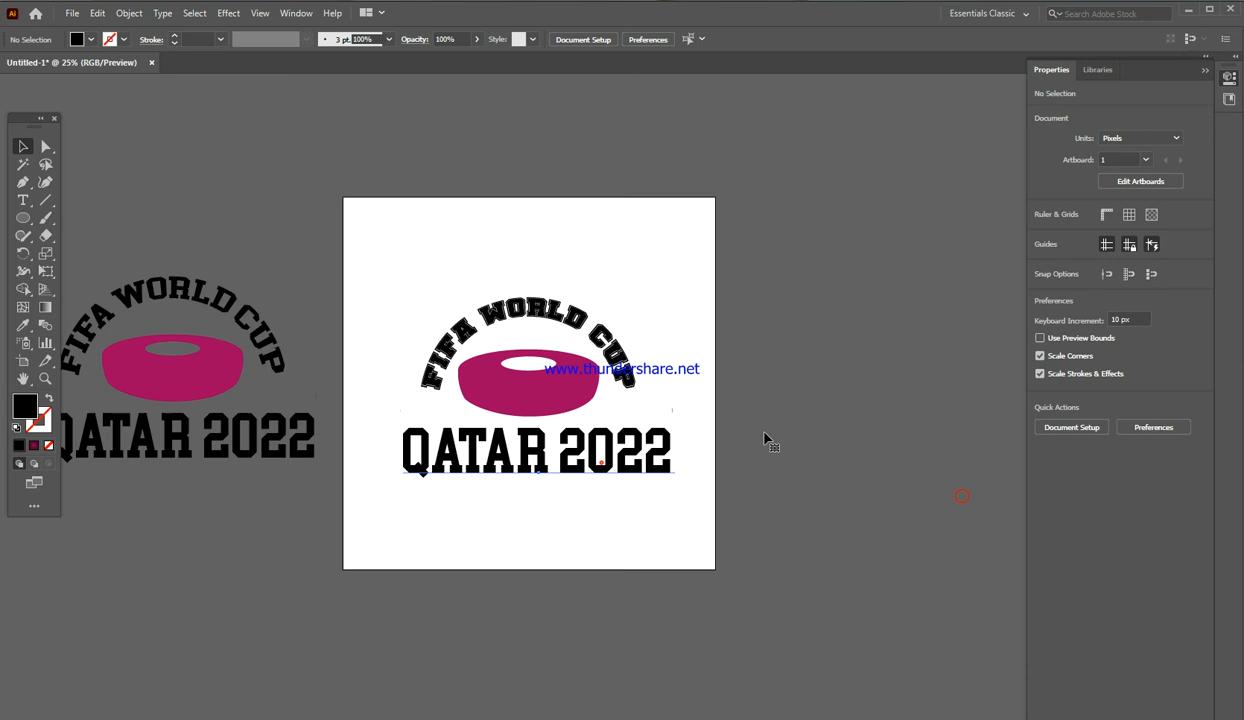 Ai File Edit Object Type Select Effect View Window Help Essentials Classic Search Adobe Stock
No Selection Stroke: 3 pt. 100% Opacity: 100% Style: Document Setup Preferences
Untitled-1* @ 25% (RGB/Preview)
Properties Libraries
No Selection
Document
Units: Pixels
Artboard: 1
Edit Artboards
Ruler & Grids
Guides
Snap Options
Preferences
Keyboard Increment: 10 px
Use Preview Bounds
Scale Corners
Scale Strokes & Effects
Quick Actions
Document Setup Preferences
FIFA WORLD CUP
QATAR 2022
FIFA WORLD CUP
www.thundershare.net
QATAR 2022